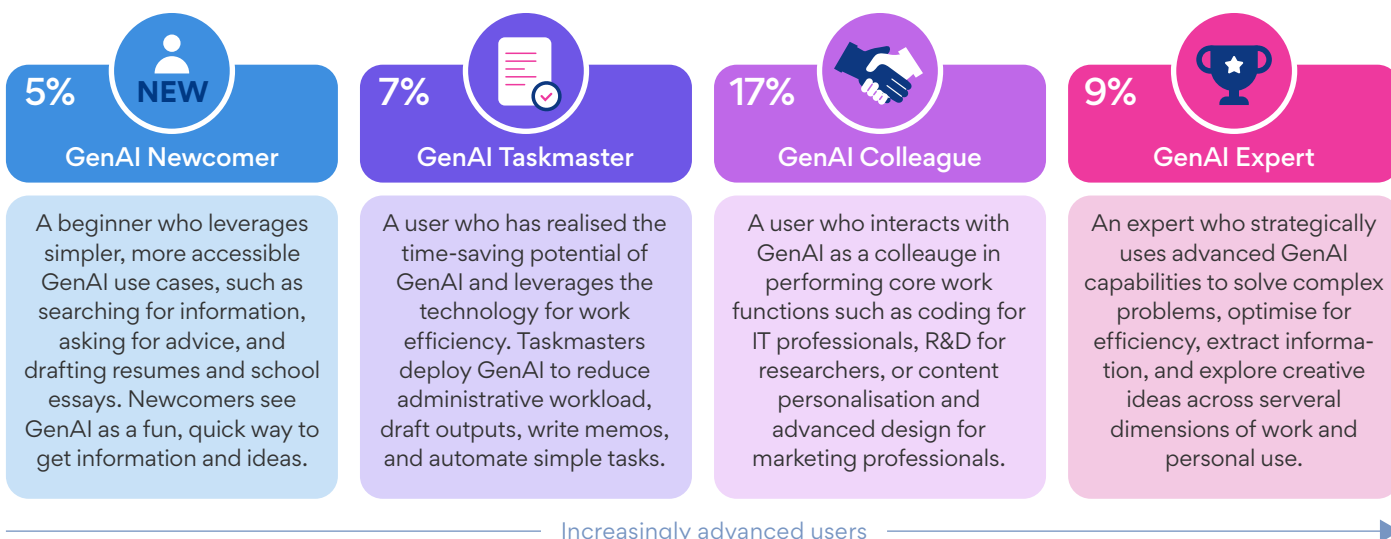 5%
NEW
GenAI Newcomer
A beginner who leverages
simpler, more accessible
GenAI use cases, such as
searching for information,
asking for advice, and
drafting resumes and school
essays. Newcomers see
GenAI as a fun, quick way to
get information and ideas.
7%
GenAI Taskmaster
A user who has realised the
time-saving potential of
GenAI and leverages the
technology for work
efficiency. Taskmasters
deploy GenAI to reduce
administrative workload,
draft outputs, write memos,
and automate simple tasks.
17%
GenAI Colleague
A user who interacts with
GenAI as a colleauge in
performing core work
functions such as coding for
IT professionals, R&D for
researchers, or content
personalisation and
advanced design for
marketing professionals.
9%
GenAI Expert
An expert who strategically
uses advanced GenAI
capabilities to solve complex
problems, optimise for
efficiency, extract informa-
tion, and explore creative
ideas across serveral
dimensions of work and
personal use.
Increasingly advanced users